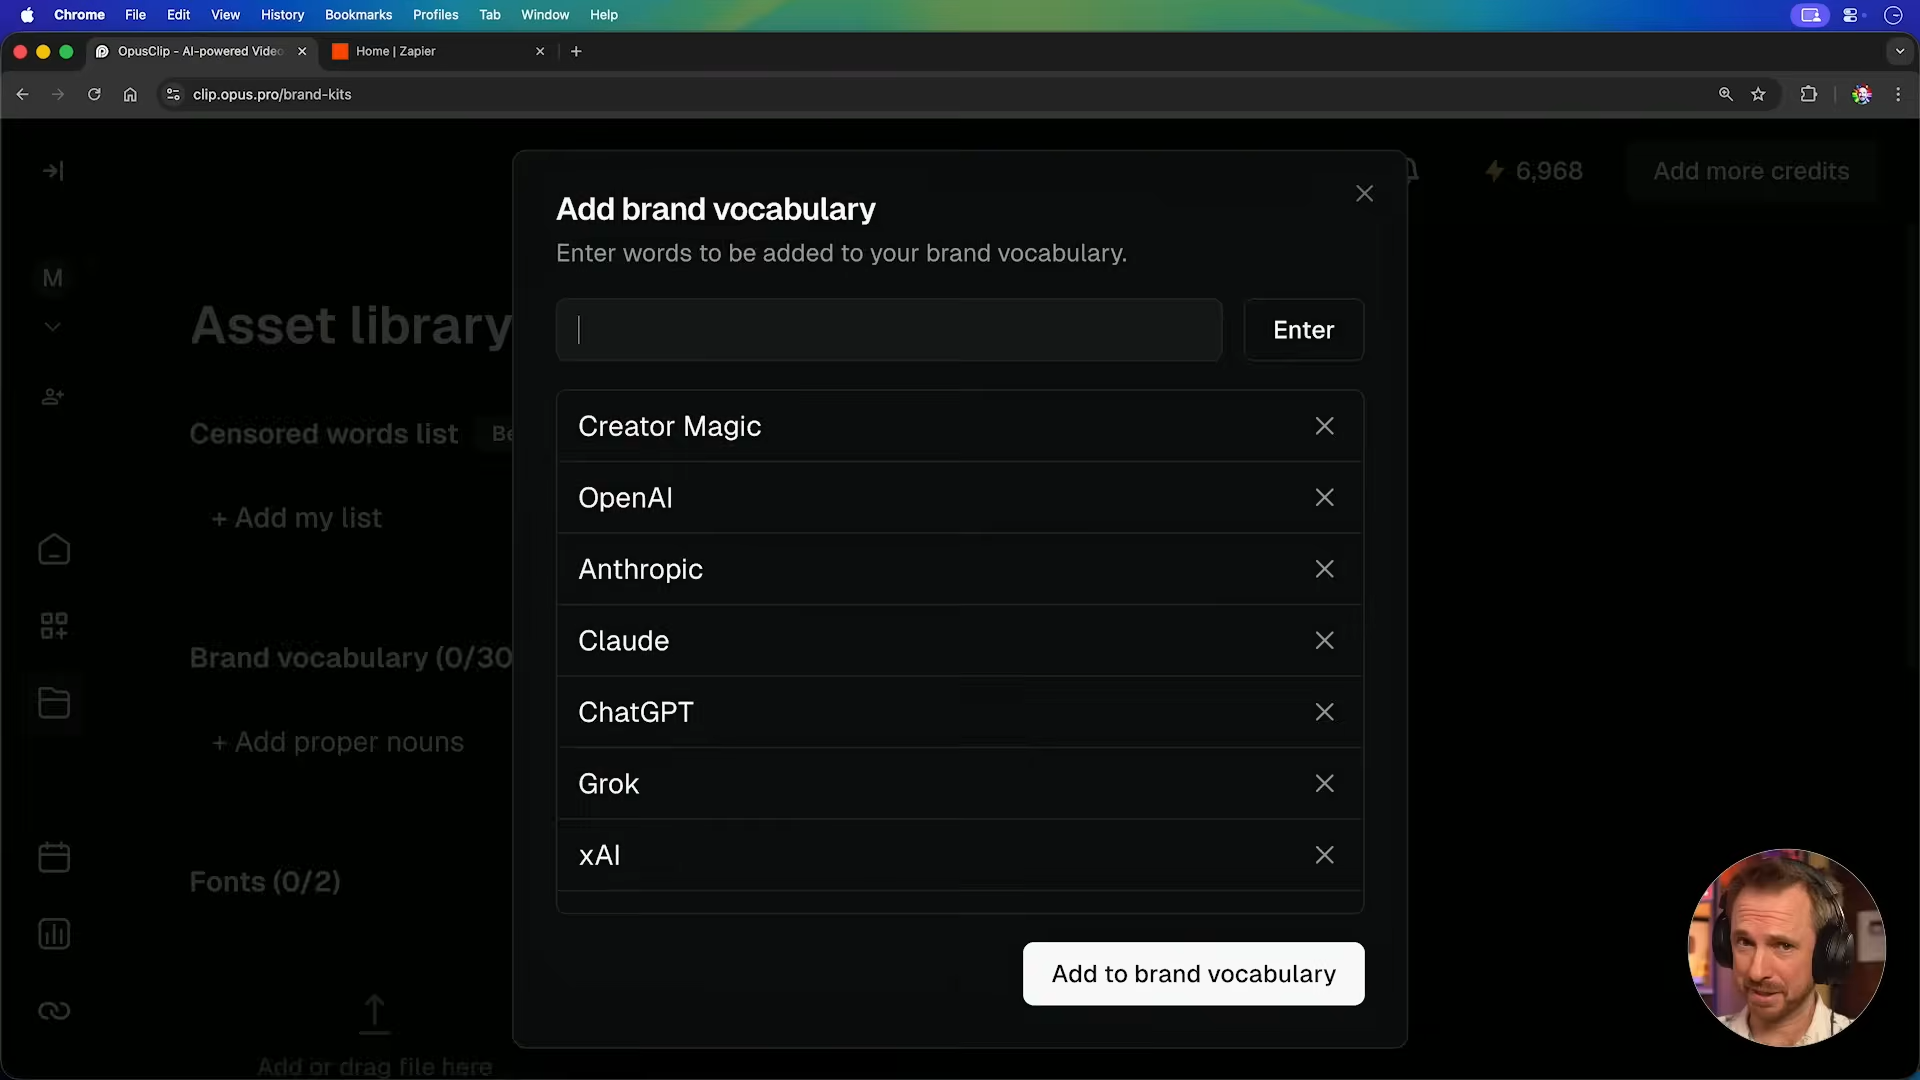 Chrome File Edit View History Bookmarks Profiles Tab Window Help
OpusClip - AI-powered Video
Home | Zapier
clip.opus.pro/brand-kits
6,968
Add more credits
M
Asset library
Censored words list
Be
+ Add my list
Brand vocabulary (0/30
+ Add proper nouns
Fonts (0/2)
Add or drag file here
Add brand vocabulary
Enter words to be added to your brand vocabulary.
Enter
Creator Magic
OpenAI
Anthropic
Claude
ChatGPT
Grok
xAI
Add to brand vocabulary